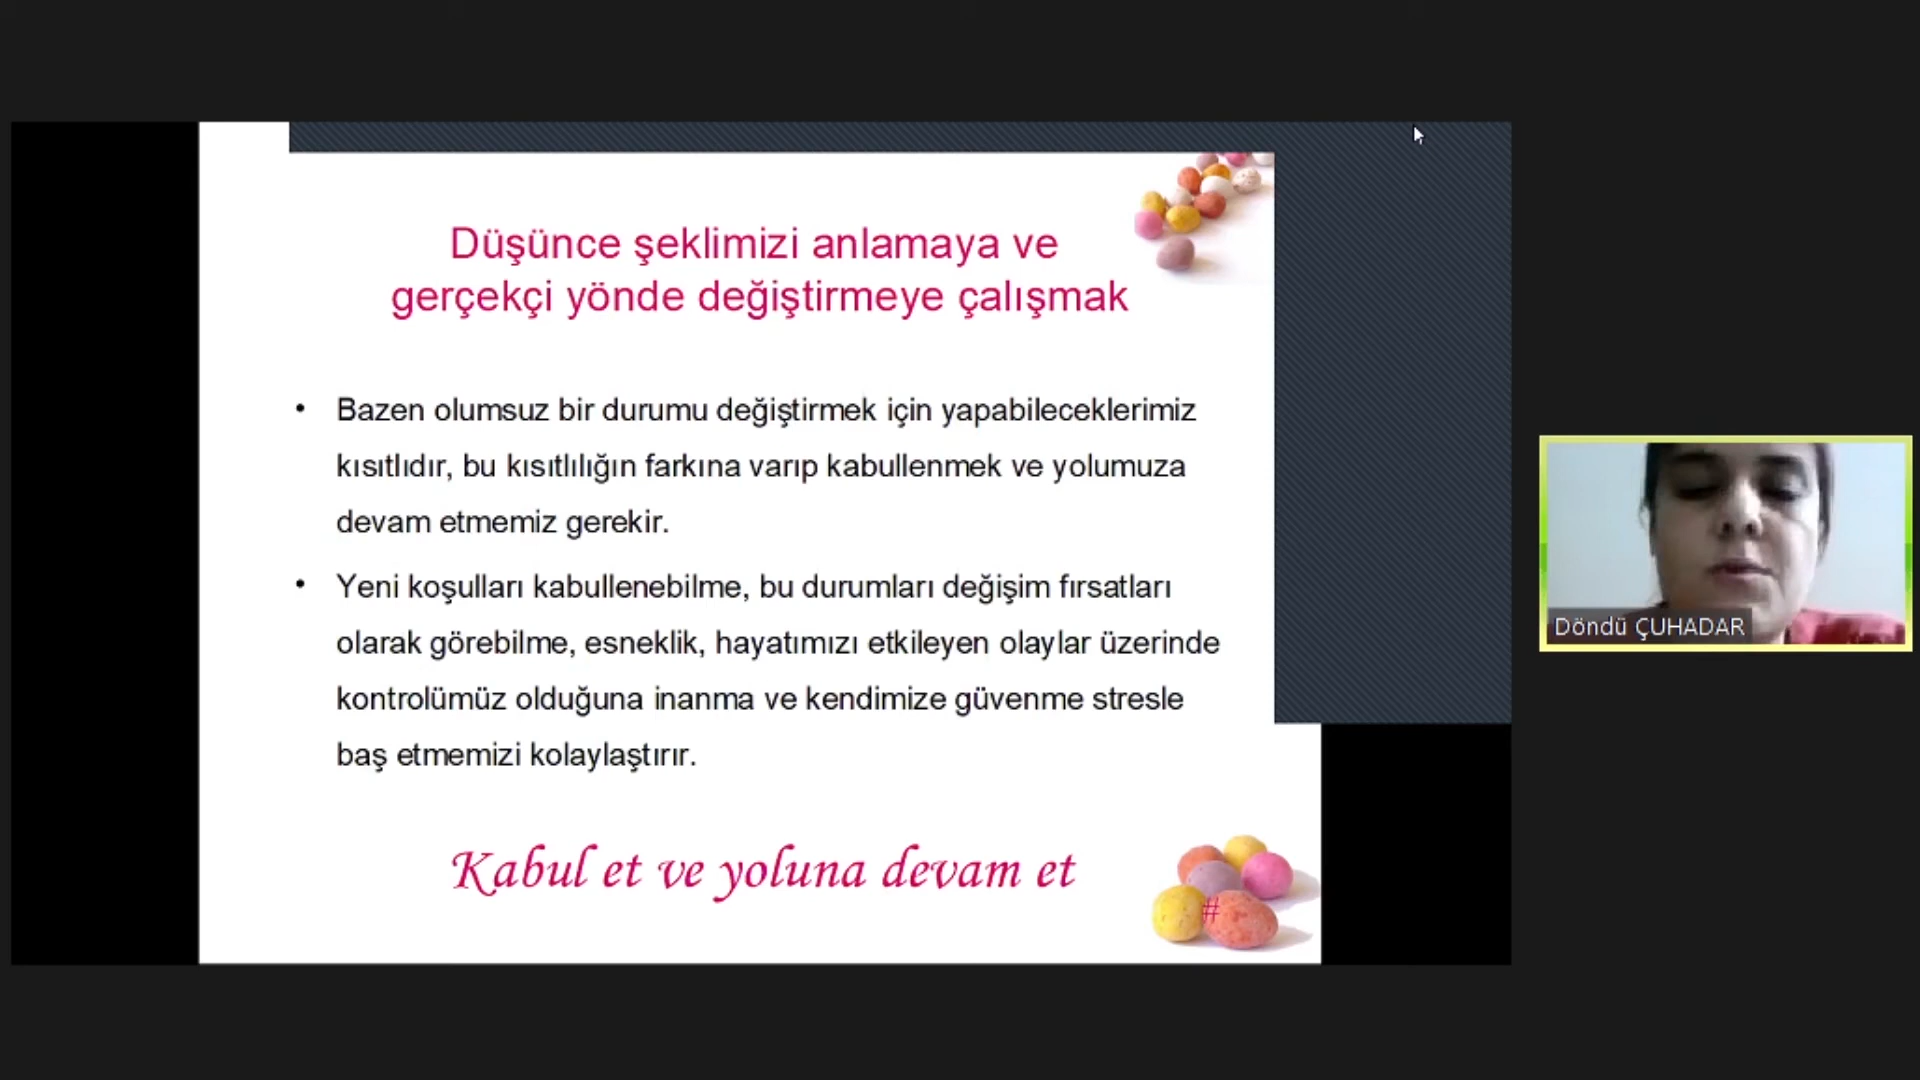 Düşünce şeklimizi anlamaya ve
gerçekçi yönde değiştirmeye çalışmak
• Bazen olumsuz bir durumu değiştirmek için yapabileceklerimiz
kısıtlıdır, bu kısıtlılığın farkına varıp kabullenmek ve yolumuza
devam etmemiz gerekir.
• Yeni koşulları kabullenebilme, bu durumları değişim fırsatları
olarak görebilme, esneklik, hayatımızı etkileyen olaylar üzerinde
kontrolümüz olduğuna inanma ve kendimize güvenme stresle
baş etmemizi kolaylaştırır.
Kabul et ve yoluna devam et
#
Döndü ÇUHADAR